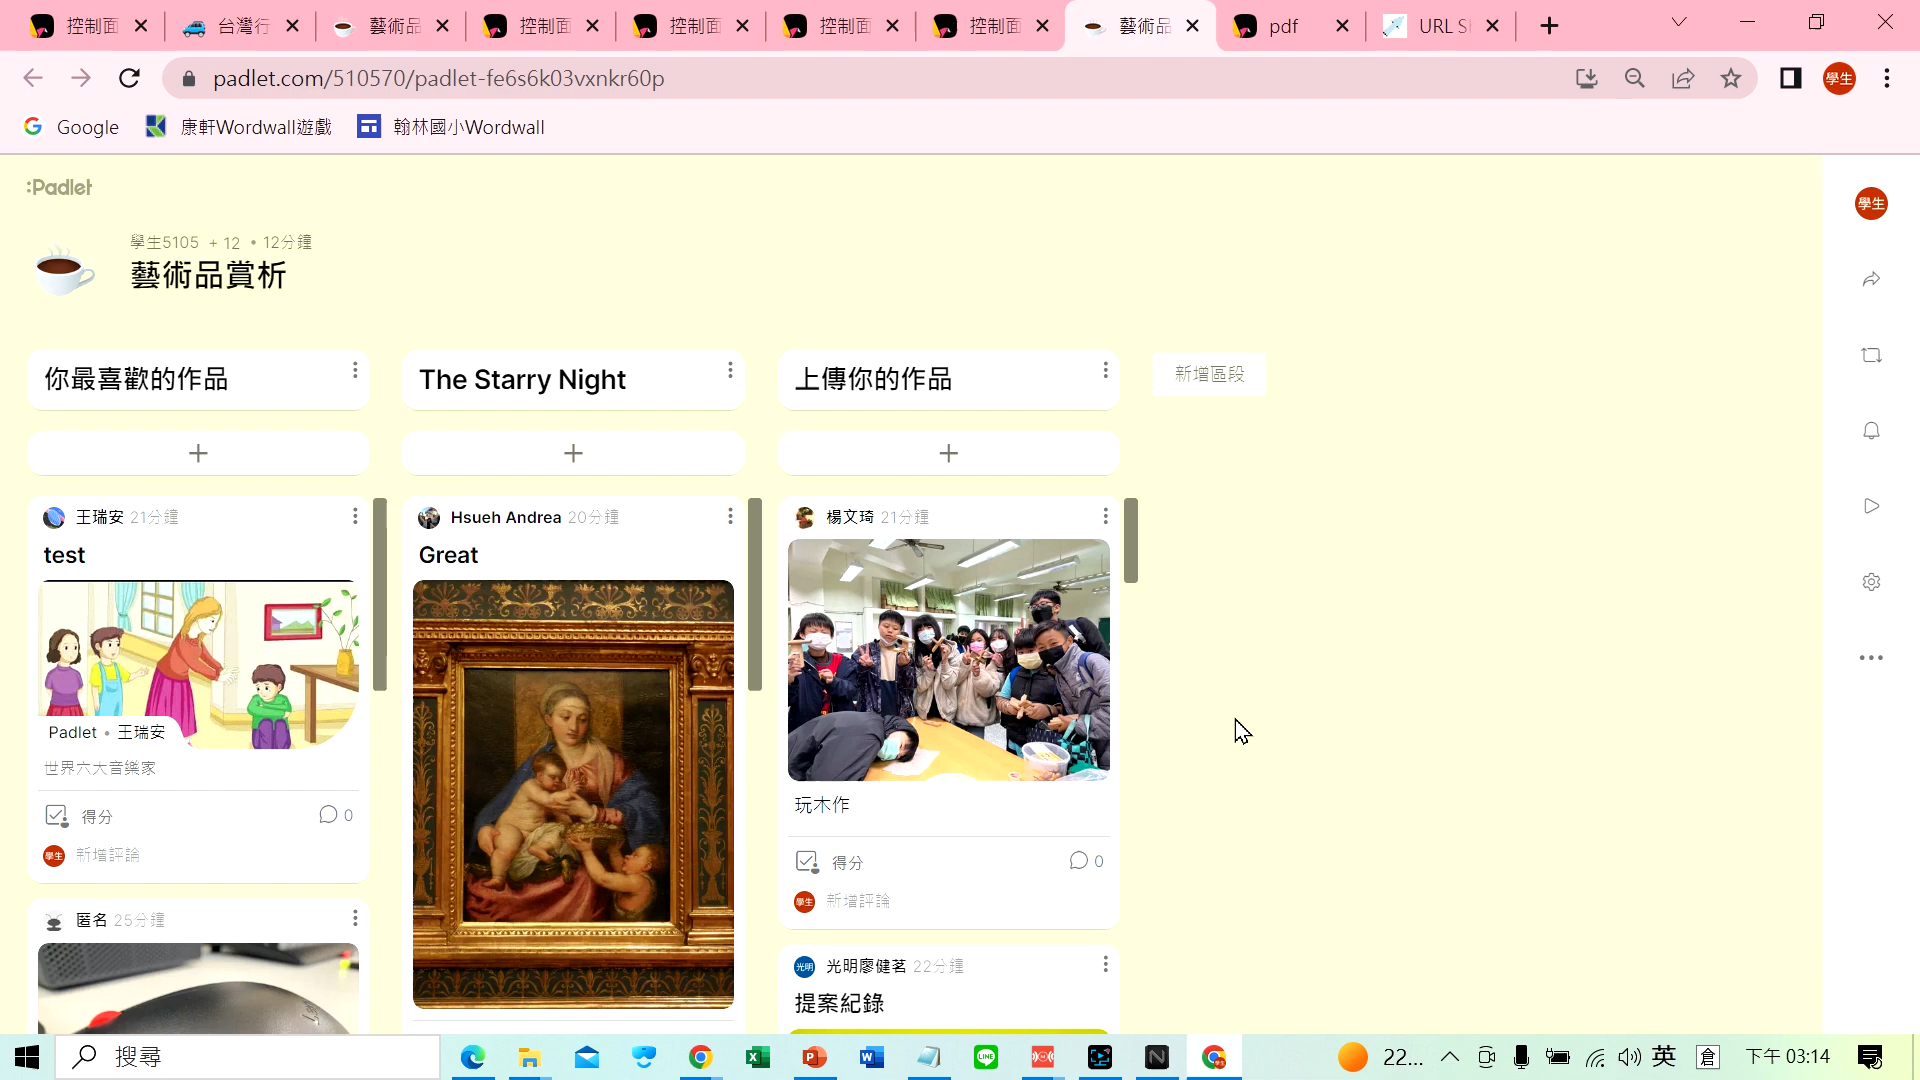 控制面
台灣行
藝術品
控制面
控制面
控制面
控制面
藝術品
pdf
URL S
padlet.com/510570/padlet-fe6s6k03vxnkr60p
學生
Google
康軒Wordwall遊戲
翰林國小Wordwall
:Padlet
學生
學生5105 + 12 • 12分鐘
藝術品賞析
你最喜歡的作品
The Starry Night
上傳你的作品
新增區段
王瑞安 21分鐘
test
Padlet • 王瑞安
世界六大音樂家
得分
0
學生 新增評論
匿名 25分鐘
Hsueh Andrea 20分鐘
Great
楊文琦 21分鐘
玩木作
得分
0
學生 新增評論
光明 光明廖健茗 22分鐘
提案紀錄
搜尋
22...
英
倉
下午 03:14